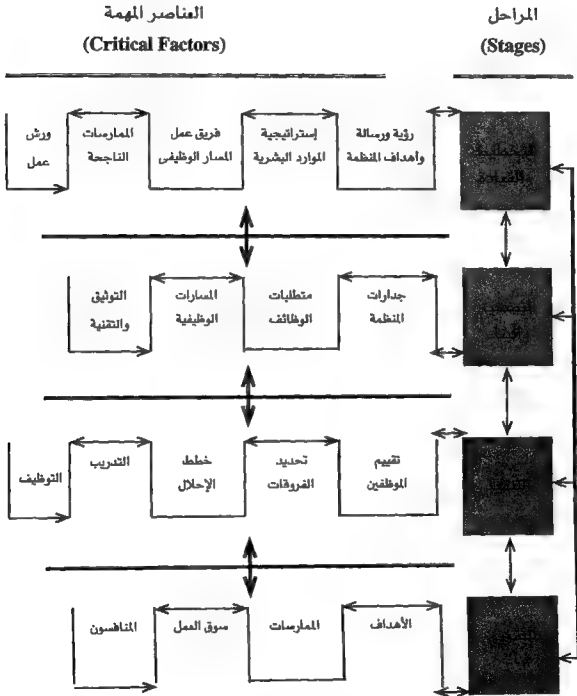 المراحل
(Stages)
العناصر المهمة
(Critical Factors)
رؤية ورسالة
وأهداف المنظمة
إستراتيجية
الموارد البشرية
فريق عمل
المسار الوظيفى
الممارسات
الناجحة
ورش
عمل
جدارات
المنظمة
متطلبات
الوظائف
المسارات
الوظيفية
التوثيق
والتقنية
تقييم
الموظفين
تحديد
الفروقات
خطط
الإحلال
التدريب
التوظيف
الأهداف
الممارسات
سوق العمل
المنافسون